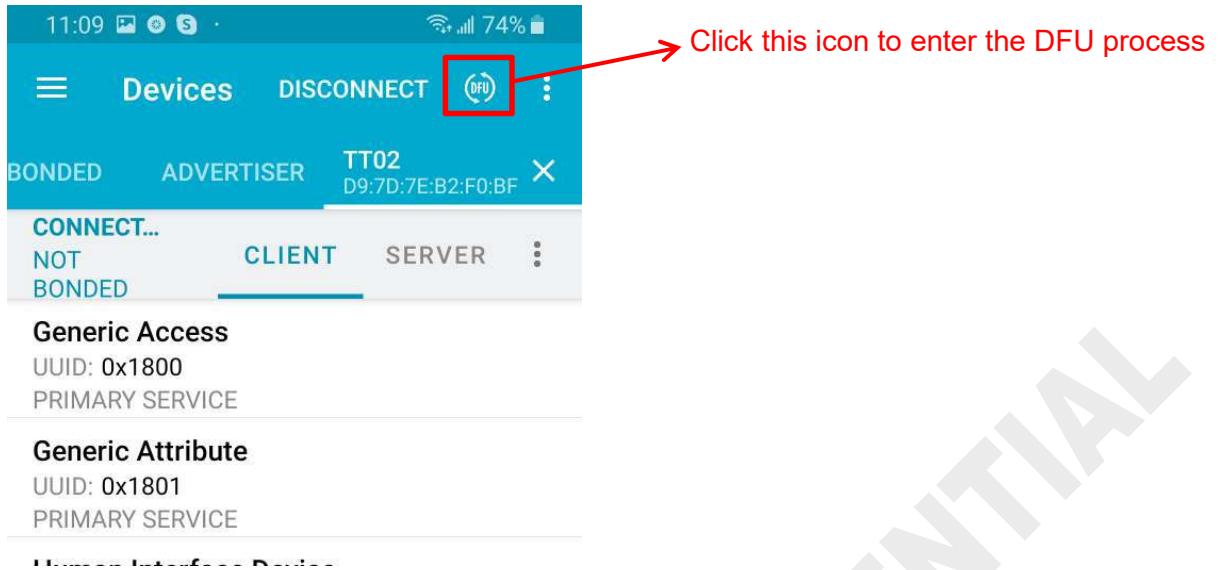 11:09 S 74%
Click this icon to enter the DFU process
Devices DISCONNECT DFU
BONDED ADVERTISER TT02
D9:7D:7E:B2:F0:BF
CONNECT...
NOT BONDED
CLIENT SERVER
Generic Access
UUID: 0x1800
PRIMARY SERVICE
Generic Attribute
UUID: 0x1801
PRIMARY SERVICE
Human Interface Device
NTIAL